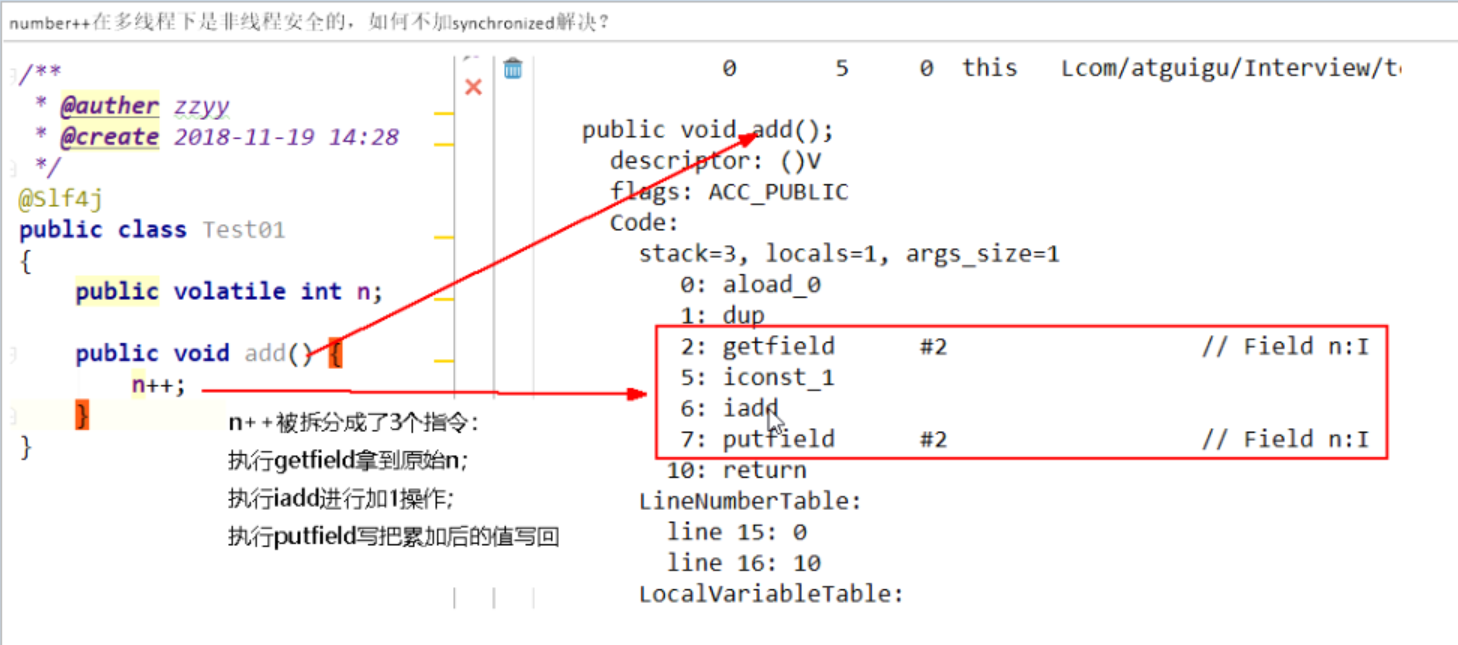 number++在多线程下是非线程安全的，如何不加synchronized解决？
/**
* @auther zzyy
* @create 2018-11-19 14:28
*/
@Slf4j
public class Test01
{
public volatile int n;
public void add() {
n++;
}
}
n++被拆分成了3个指令：
执行getfield拿到原始n；
执行iadd进行加1操作；
执行putfield写把累加后的值写回
0 5 0 this Lcom/atguigu/Interview/t
public void add();
descriptor: ()V
flags: ACC_PUBLIC
Code:
stack=3, locals=1, args_size=1
0: aload_0
1: dup
2: getfield #2 // Field n:I
5: iconst_1
6: iadd
7: putfield #2 // Field n:I
10: return
LineNumberTable:
line 15: 0
line 16: 10
LocalVariableTable: